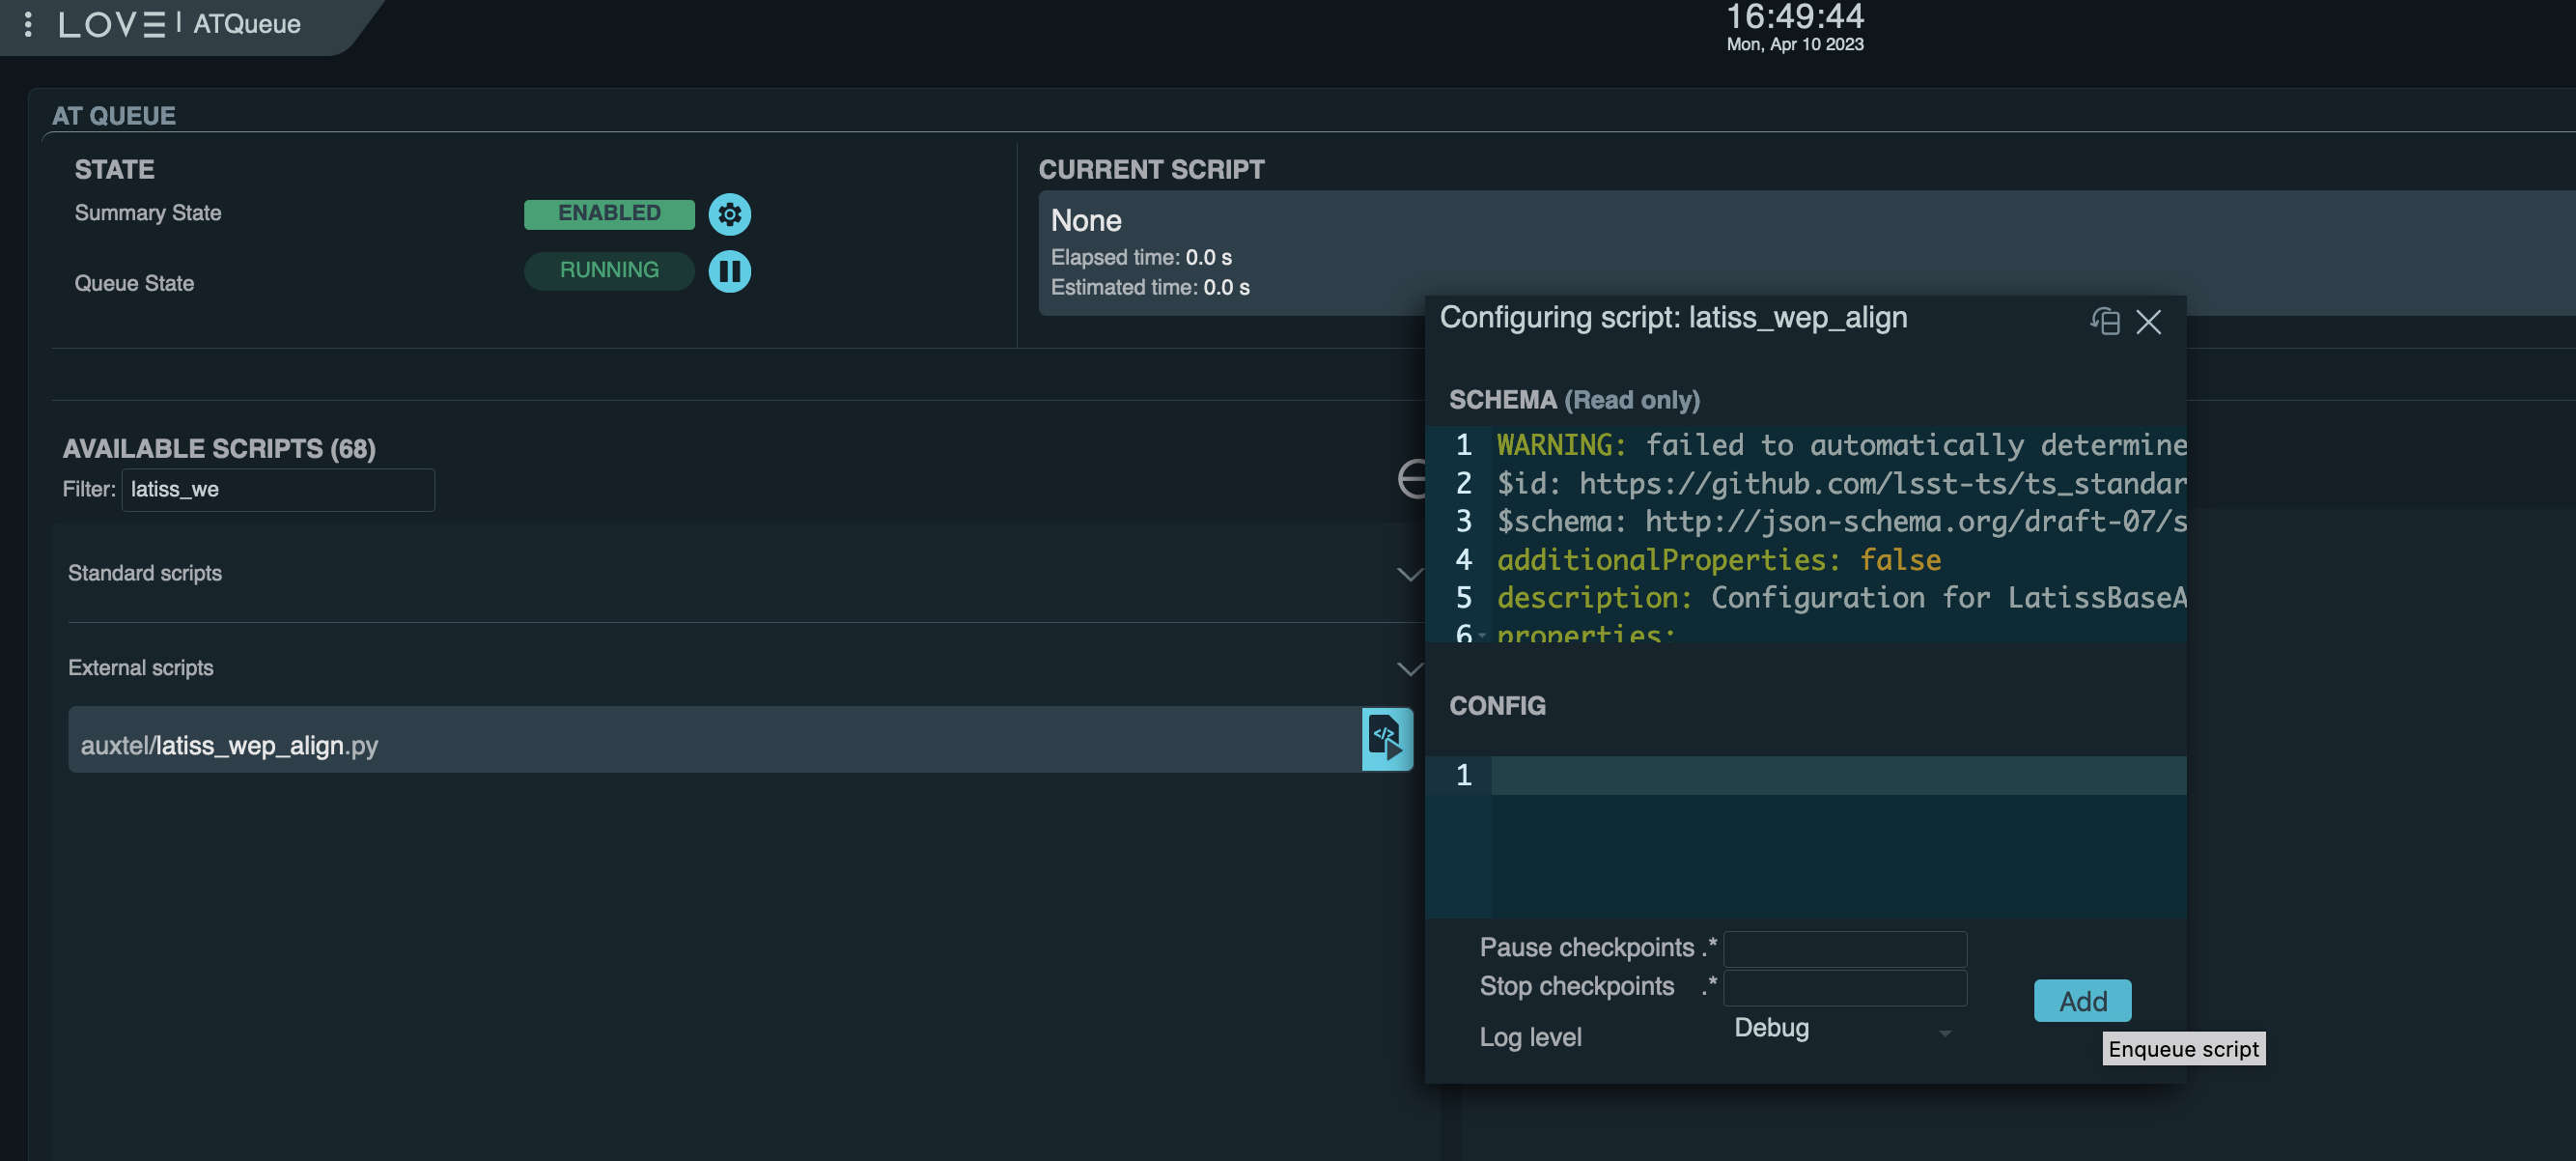 LOVE | ATQueue
16:49:44
Mon, Apr 10 2023
AT QUEUE
STATE
Summary State
ENABLED
Queue State
RUNNING
CURRENT SCRIPT
None
Elapsed time: 0.0 s
Estimated time: 0.0 s
AVAILABLE SCRIPTS (68)
Filter: latiss_we
Standard scripts
External scripts
auxtel/latiss_wep_align.py
Configuring script: latiss_wep_align
SCHEMA (Read only)
1 WARNING: failed to automatically determine
2 $id: https://github.com/lsst-ts/ts_standar
3 $schema: http://json-schema.org/draft-07/s
4 additionalProperties: false
5 description: Configuration for LatissBaseA
6 properties:
CONFIG
1
Pause checkpoints .*
Stop checkpoints .*
Log level Debug
Add
Enqueue script